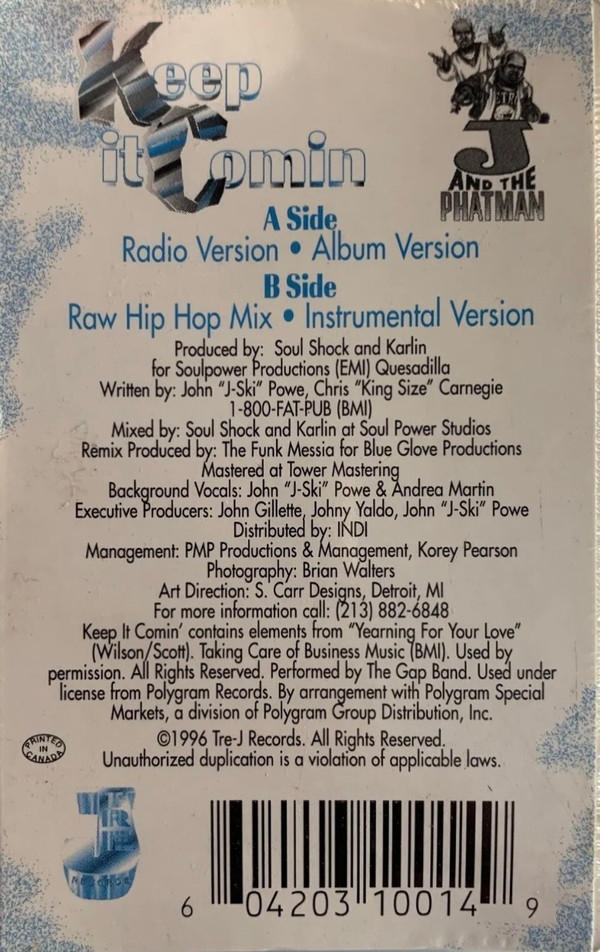 Keep
it Comin
J
AND THE
PHATMAN
A Side
Radio Version • Album Version
B Side
Raw Hip Hop Mix • Instrumental Version
Produced by: Soul Shock and Karlin
for Soulpower Productions (EMI) Quesadilla
Written by: John “J-Ski” Powe, Chris “King Size” Carnegie
1-800-FAT-PUB (BMI)
Mixed by: Soul Shock and Karlin at Soul Power Studios
Remix Produced by: The Funk Messia for Blue Glove Productions
Mastered at Tower Mastering
Background Vocals: John “J-Ski” Powe & Andrea Martin
Executive Producers: John Gillette, Johny Yaldo, John “J-Ski” Powe
Distributed by: INDI
Management: PMP Productions & Management, Korey Pearson
Photography: Brian Walters
Art Direction: S. Carr Designs, Detroit, MI
For more information call: (213) 882-6848
Keep It Comin’ contains elements from “Yearning For Your Love”
(Wilson/Scott). Taking Care of Business Music (BMI). Used by
permission. All Rights Reserved. Performed by The Gap Band. Used under
license from Polygram Records. By arrangement with Polygram Special
Markets, a division of Polygram Group Distribution, Inc.
©1996 Tre-J Records. All Rights Reserved.
Unauthorized duplication is a violation of applicable laws.
PRINTED
IN
CANADA
RECORDS
6 04203 10014 9